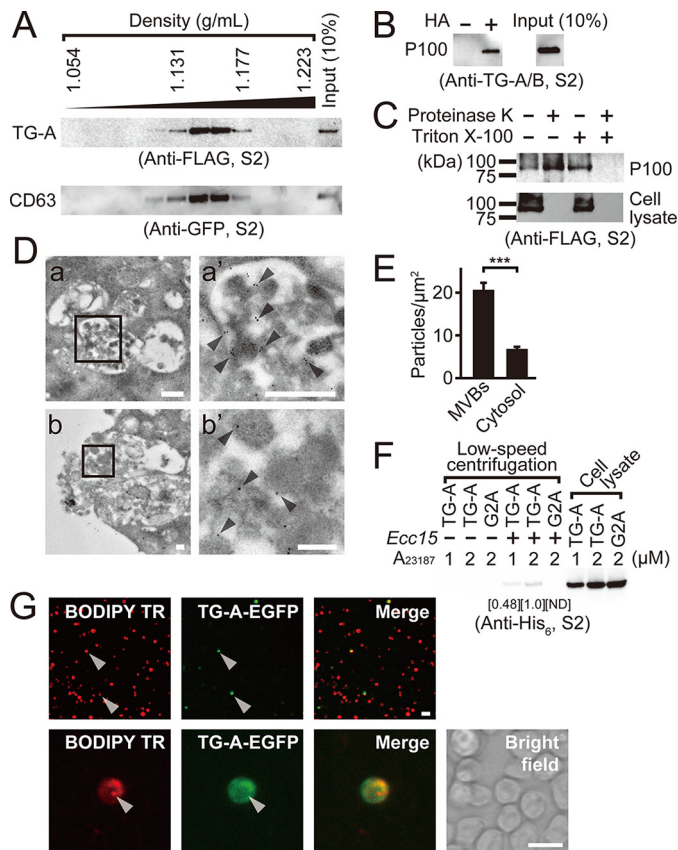 A
Density (g/mL)
1.054
1.131
1.177
1.223
Input (10%)
TG-A
(Anti-FLAG, S2)
CD63
(Anti-GFP, S2)
B
HA − + Input (10%)
P100
(Anti-TG-A/B, S2)
C
Proteinase K − + − +
Triton X-100 − − + +
(kDa) 100
75
P100
100
75
Cell
lysate
(Anti-FLAG, S2)
D
a
a'
b
b'
E
***
Particles/µm²
20
10
0
MVBs
Cytosol
F
Low-speed
centrifugation
Cell
lysate
TG-A TG-A G2A TG-A TG-A G2A TG-A TG-A G2A
Ecc15 − − − + + +
A23187 1 2 2 1 2 2 1 2 2 (µM)
[0.48][1.0][ND]
(Anti-His6, S2)
G
BODIPY TR
TG-A-EGFP
Merge
BODIPY TR
TG-A-EGFP
Merge
Bright
field